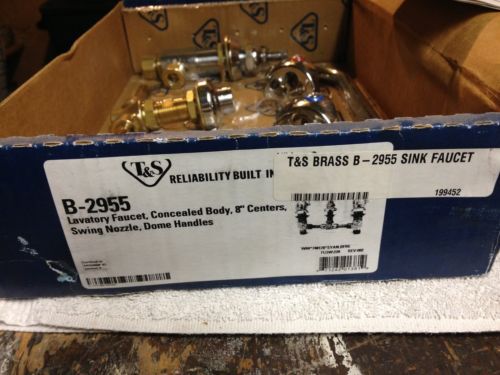 T&S
T&S
RELIABILITY BUILT IN
T&S BRASS B-2955 SINK FAUCET
199452
B-2955
Lavatory Faucet, Concealed Body, 8" Centers,
Swing Nozzle, Dome Handles